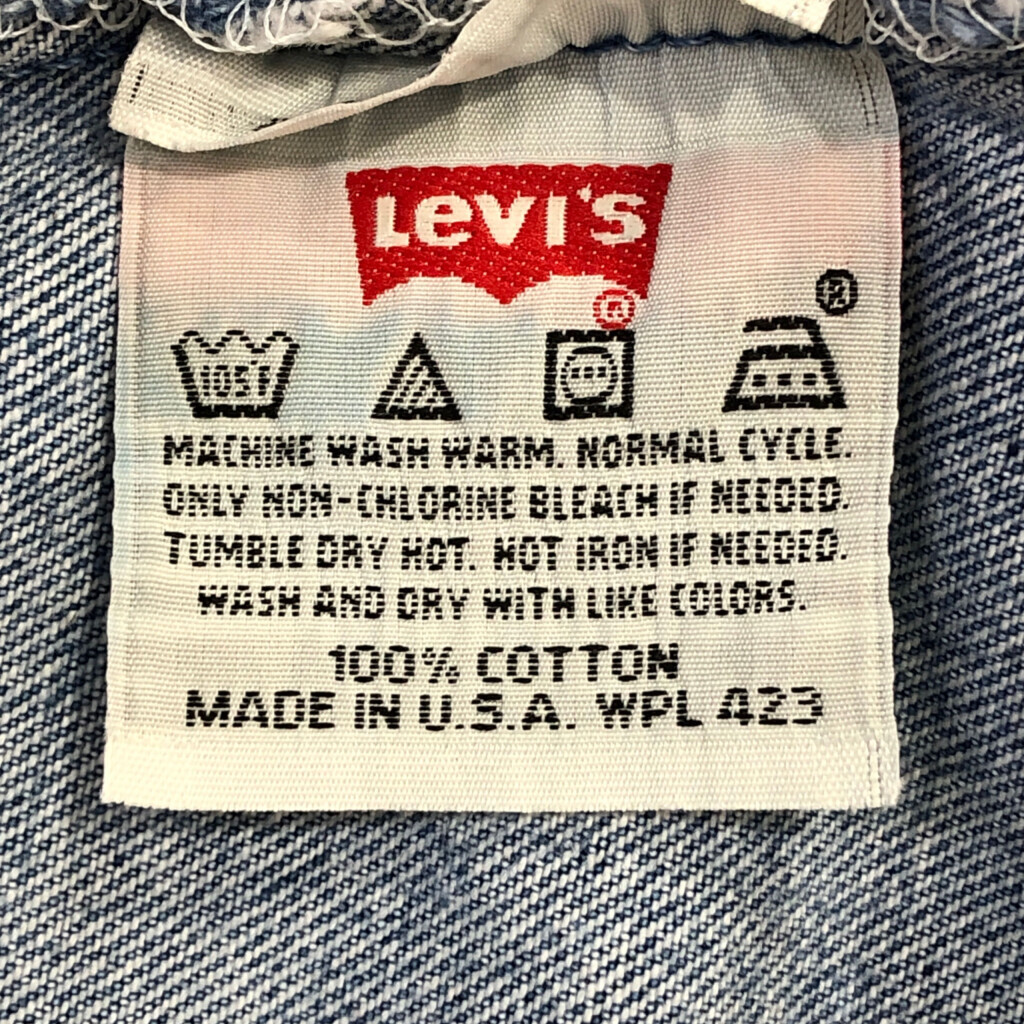 Levi's
®
®
105F
MACHINE WASH WARM. NORMAL CYCLE.
ONLY NON-CHLORINE BLEACH IF NEEDED.
TUMBLE DRY HOT. HOT IRON IF NEEDED.
WASH AND DRY WITH LIKE COLORS.
100% COTTON
MADE IN U.S.A. WPL 423